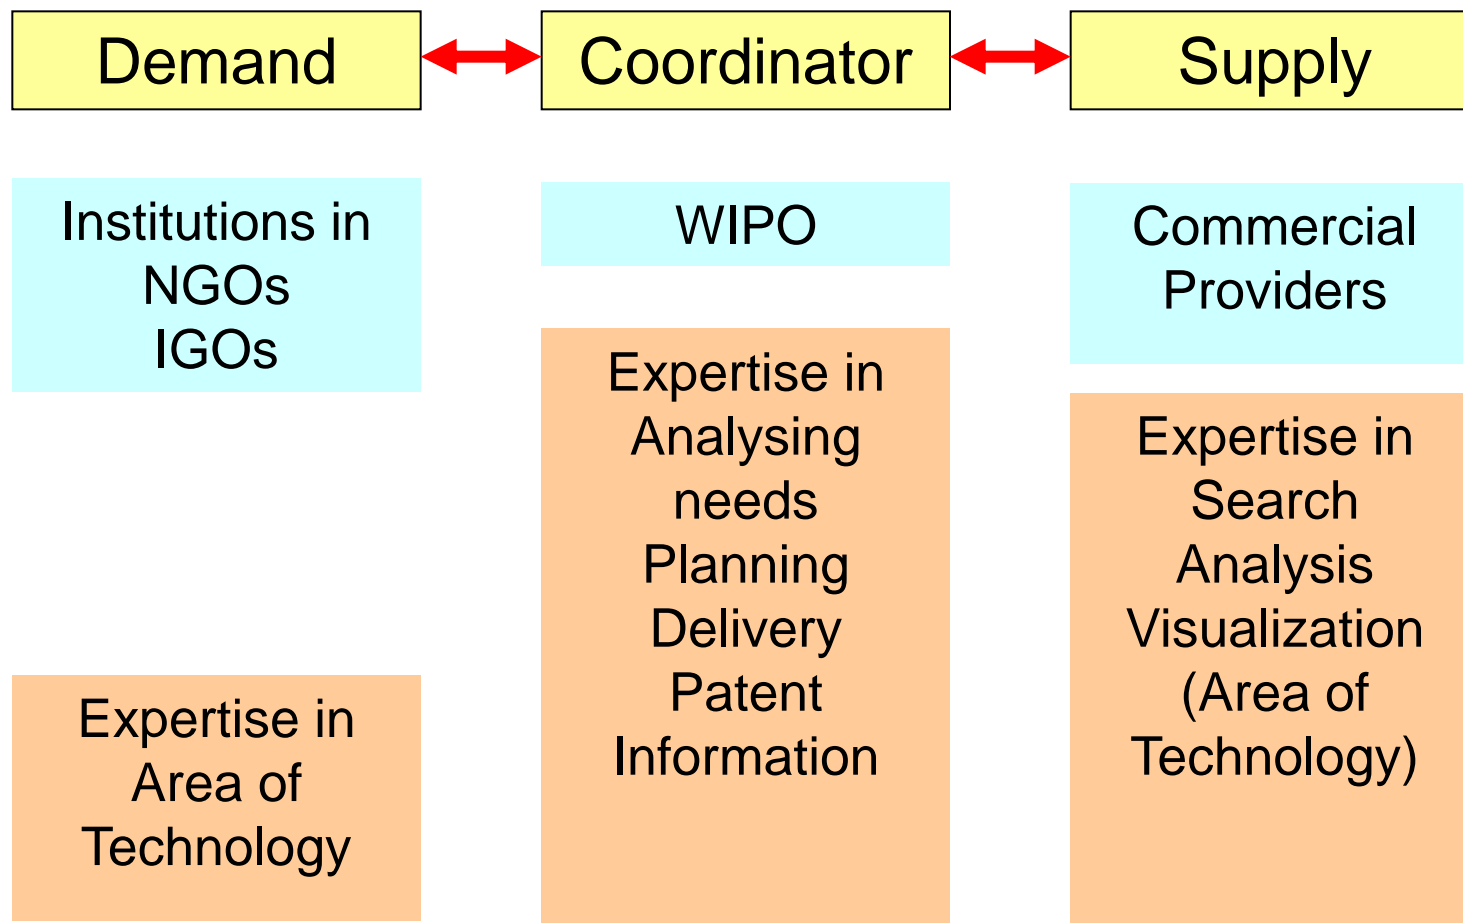 Demand
Coordinator
Supply
Institutions in
NGOs
IGOs
WIPO
Commercial
Providers
Expertise in
Analysing
needs
Planning
Delivery
Patent
Information
Expertise in
Search
Analysis
Visualization
(Area of
Technology)
Expertise in
Area of
Technology